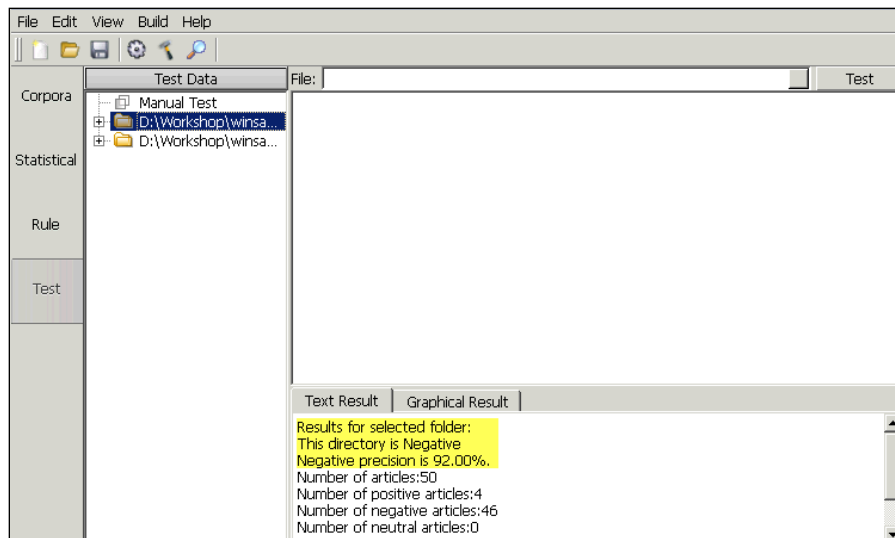 File Edit View Build Help
Test Data
File:
Test
Corpora
Statistical
Rule
Test
Manual Test
D:\Workshop\winsa...
D:\Workshop\winsa...
Text Result
Graphical Result
Results for selected folder:
This directory is Negative
Negative precision is 92.00%.
Number of articles:50
Number of positive articles:4
Number of negative articles:46
Number of neutral articles:0